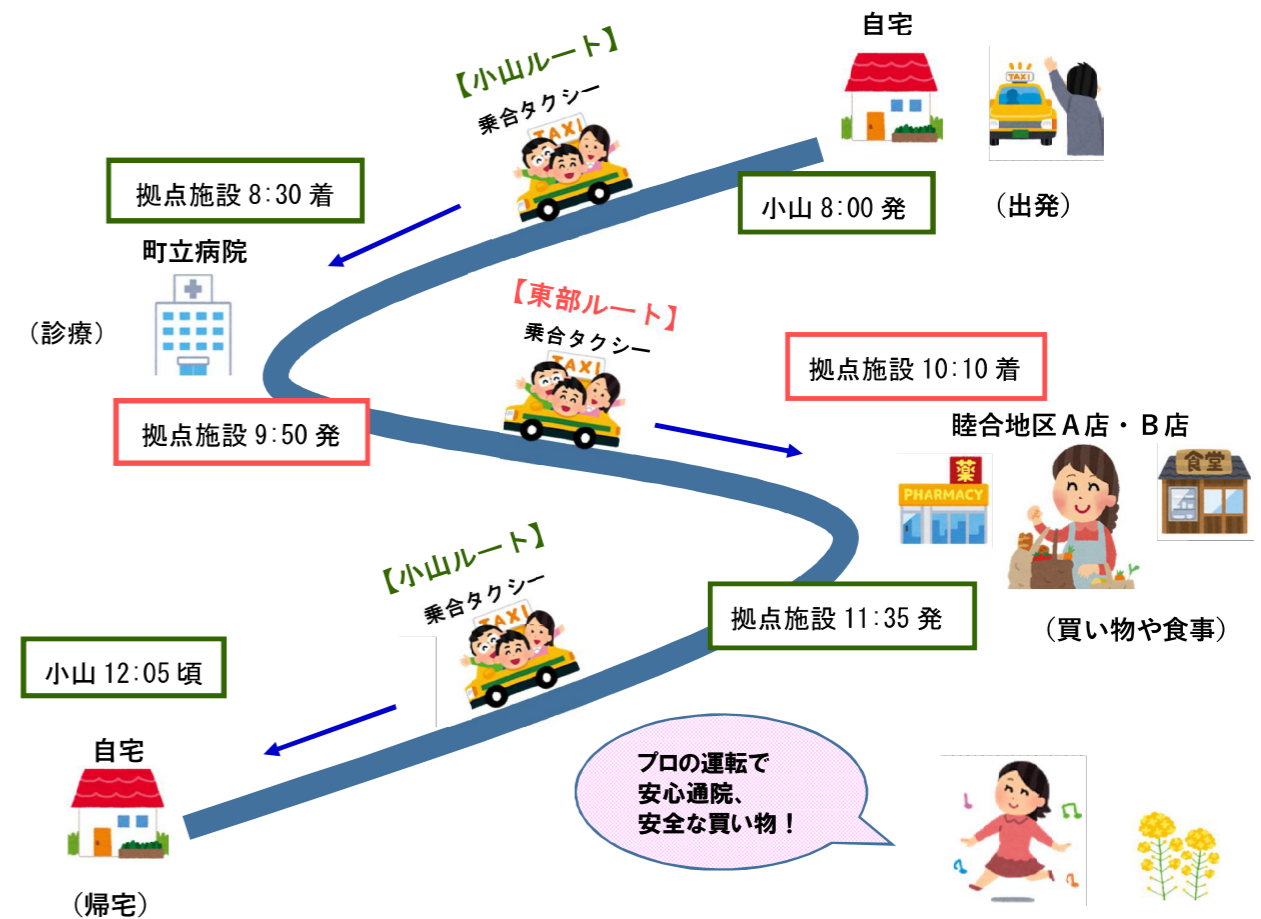 自宅
TAXI
小山 8:00 発
(出発)
【小山ルート】
乗合タクシー
TAXI
拠点施設 8:30 着
町立病院
(診療)
拠点施設 9:50 発
【東部ルート】
乗合タクシー
TAXI
拠点施設 10:10 着
睦合地区A店・B店
薬
PHARMACY
食堂
(買い物や食事)
拠点施設 11:35 発
【小山ルート】
乗合タクシー
TAXI
小山 12:05 頃
自宅
(帰宅)
プロの運転で
安心通院、
安全な買い物!